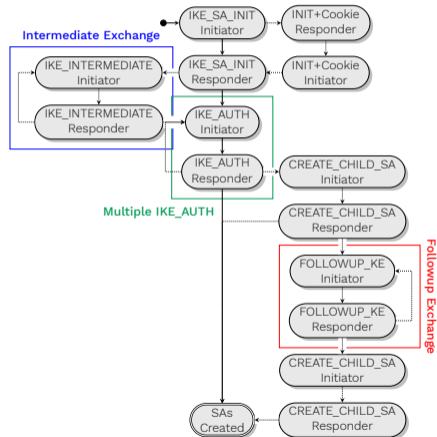 IKE_SA_INIT
Initiator
INIT+Cookie
Responder
Intermediate Exchange
IKE_INTERMEDIATE
Initiator
IKE_SA_INIT
Responder
INIT+Cookie
Initiator
IKE_INTERMEDIATE
Responder
IKE_AUTH
Initiator
IKE_AUTH
Responder
CREATE_CHILD_SA
Initiator
Multiple IKE_AUTH
CREATE_CHILD_SA
Responder
FOLLOWUP_KE
Initiator
FOLLOWUP_KE
Responder
Followup Exchange
CREATE_CHILD_SA
Initiator
SAs
Created
CREATE_CHILD_SA
Responder